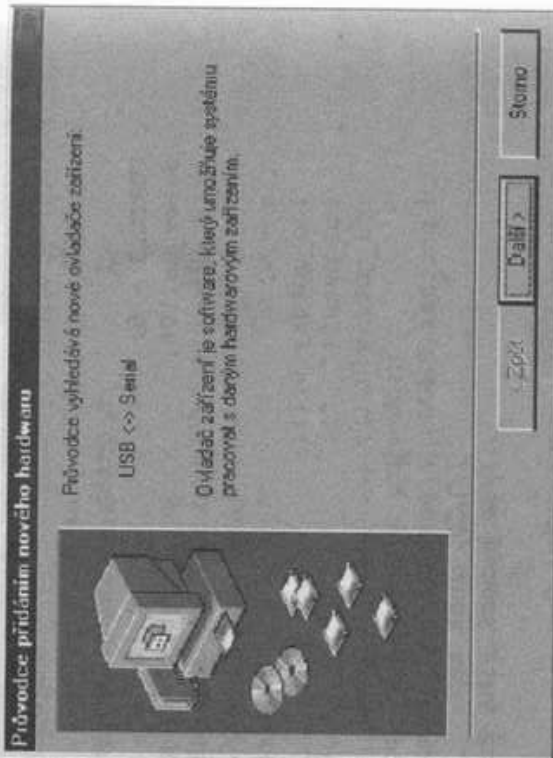 Průvodce přidáním nového hardwaru
Průvodce vyhledává nové ovladače zařízení:
USB <-> Serial
Ovladač zařízení je software, který umožňuje systému
pracovat s daným hardwarovým zařízením.
< Zpět
Další >
Storno